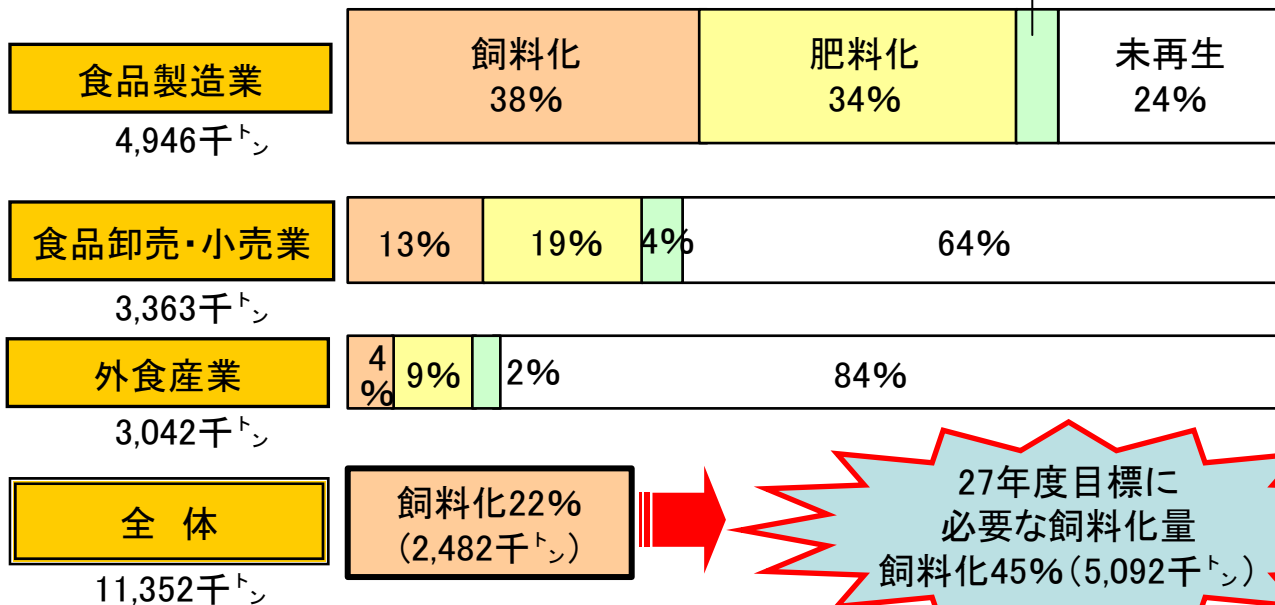 食品製造業
4,946千トン
飼料化
38%
肥料化
34%
未再生
24%
食品卸売・小売業
3,363千トン
13%
19%
4%
64%
外食産業
3,042千トン
4
%
9%
2%
84%
全 体
11,352千トン
飼料化22%
(2,482千トン)
27年度目標に
必要な飼料化量
飼料化45%(5,092千トン)